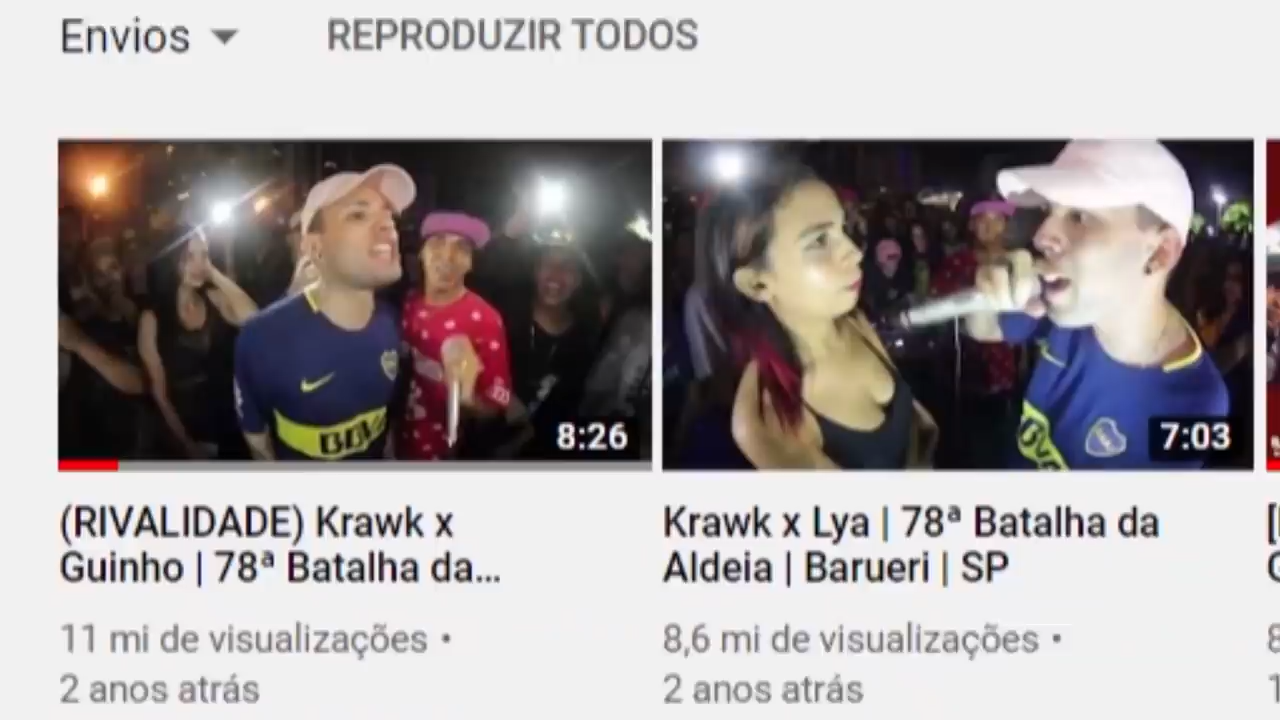 Envios REPRODUZIR TODOS
BBVA
8:26
7:03
(RIVALIDADE) Krawk x
Guinho | 78ª Batalha da...
Krawk x Lya | 78ª Batalha da
Aldeia | Barueri | SP
11 mi de visualizações •
2 anos atrás
8,6 mi de visualizações •
2 anos atrás